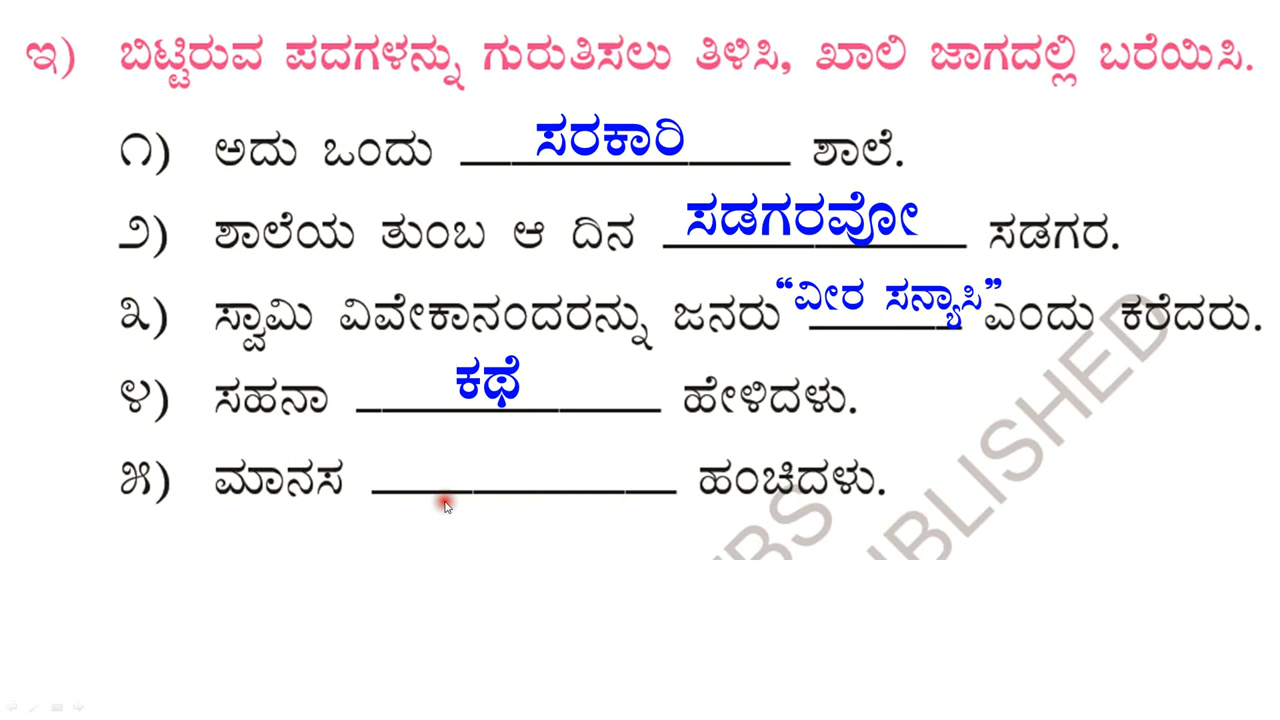 ಇ) ಬಿಟ್ಟಿರುವ ಪದಗಳನ್ನು ಗುರುತಿಸಲು ತಿಳಿಸಿ, ಖಾಲಿ ಜಾಗದಲ್ಲಿ ಬರೆಯಿಸಿ.
೧) ಅದು ಒಂದು ಸರಕಾರಿ ಶಾಲೆ.
೨) ಶಾಲೆಯ ತುಂಬ ಆ ದಿನ ಸಡಗರವೋ ಸಡಗರ.
೩) ಸ್ವಾಮಿ ವಿವೇಕಾನಂದರನ್ನು ಜನರು “ವೀರ ಸನ್ಯಾಸಿ” ಎಂದು ಕರೆದರು.
೪) ಸಹನಾ ಕಥೆ ಹೇಳಿದಳು.
೫) ಮಾನಸ __________ ಹಂಚಿದಳು.